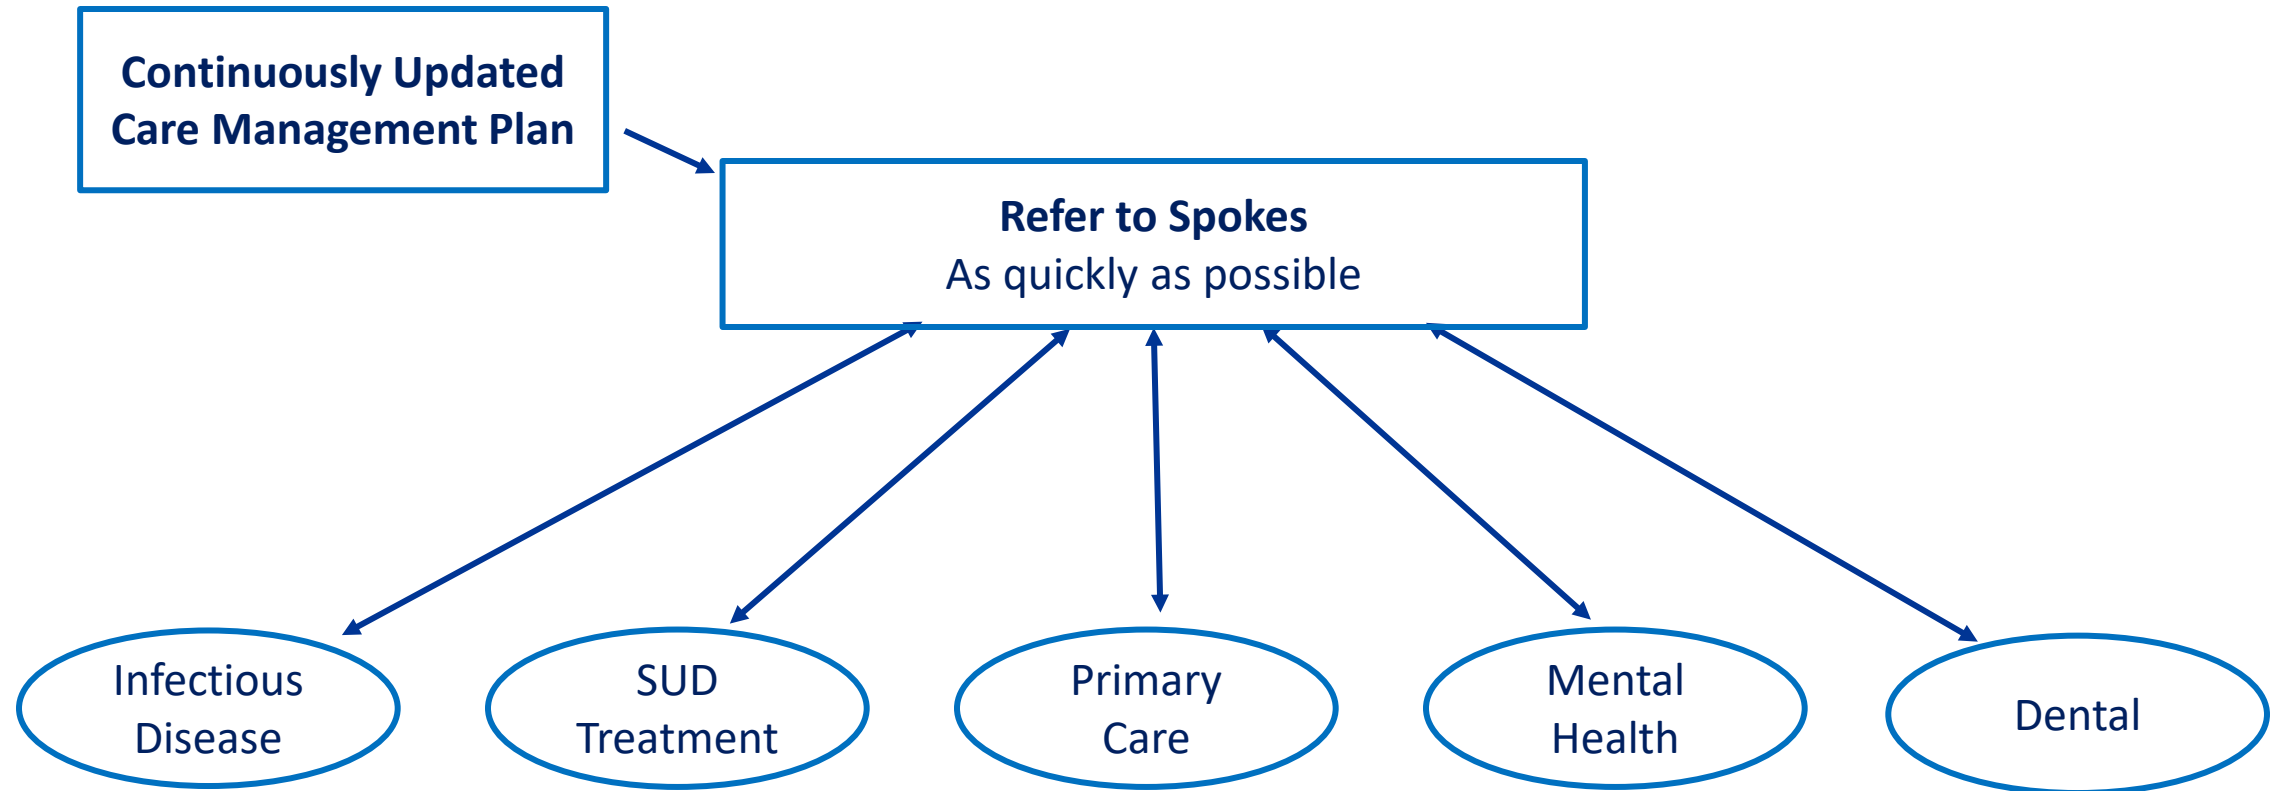 Continuously Updated
Care Management Plan
Refer to Spokes
As quickly as possible
Infectious
Disease
SUD
Treatment
Primary
Care
Mental
Health
Dental